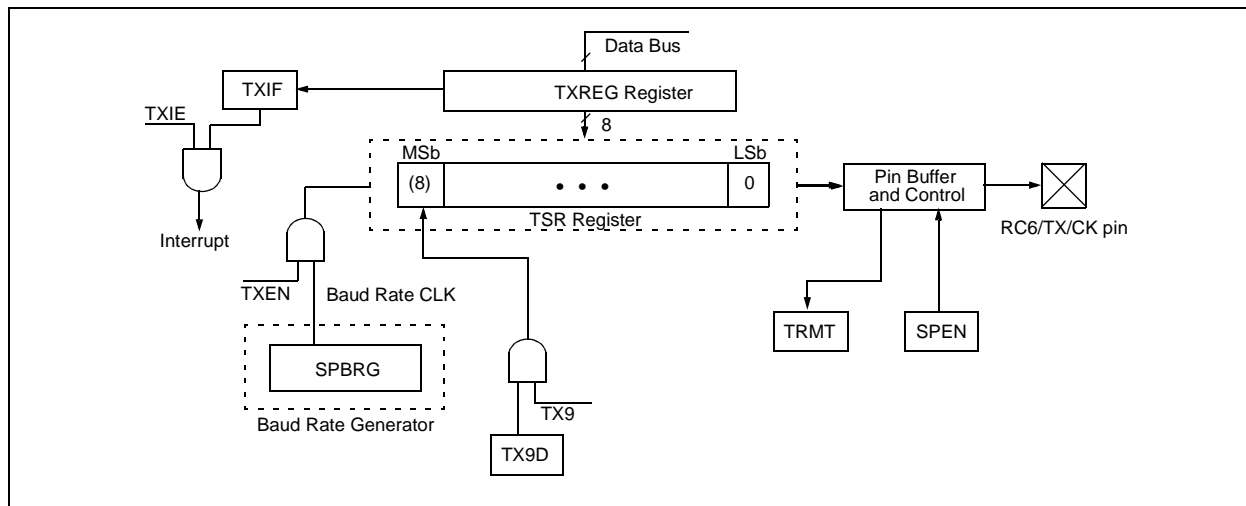 Data Bus
TXIF
TXREG Register
TXIE
8
MSb
LSb
(8)
• • •
0
Pin Buffer
and Control
TSR Register
RC6/TX/CK pin
Interrupt
TXEN
Baud Rate CLK
TRMT
SPEN
SPBRG
TX9
Baud Rate Generator
TX9D